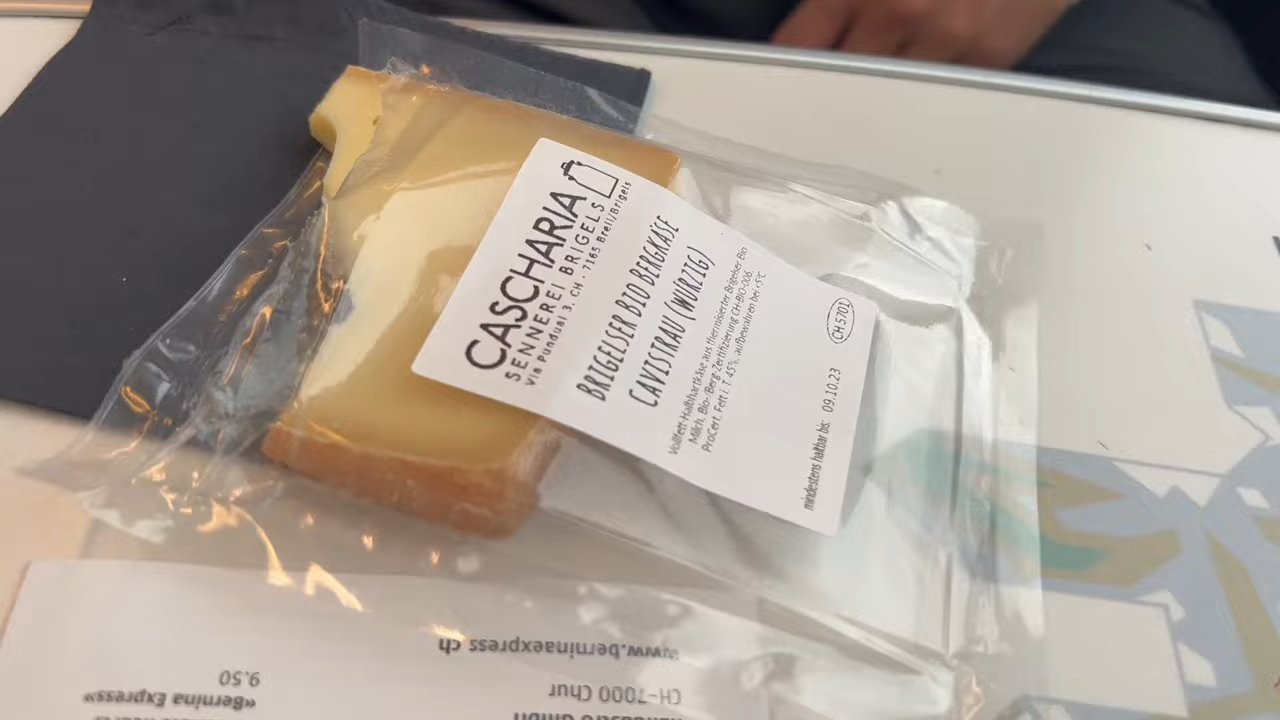 CASCHARIA
SENNEREI BRIGELS
Via Pundual 3, CH - 7165 Breil/Brigels
BRIGELSER BIO BERGKÄSE
CAVISTRAU (WÜRZIG)
Vollfett-Halbhartkäse aus thermisierter Brigelser Bio
Milch. Bio-/Berg-Zertifizierung CH-BIO-006,
ProCert. Fett i. T. 45%. aufbewahren bei <5°C
mindestens haltbar bis: 09.10.23
CH 5701
CH-7000 Chur
www.berninaexpress.ch
«Bernina Express»
9.50